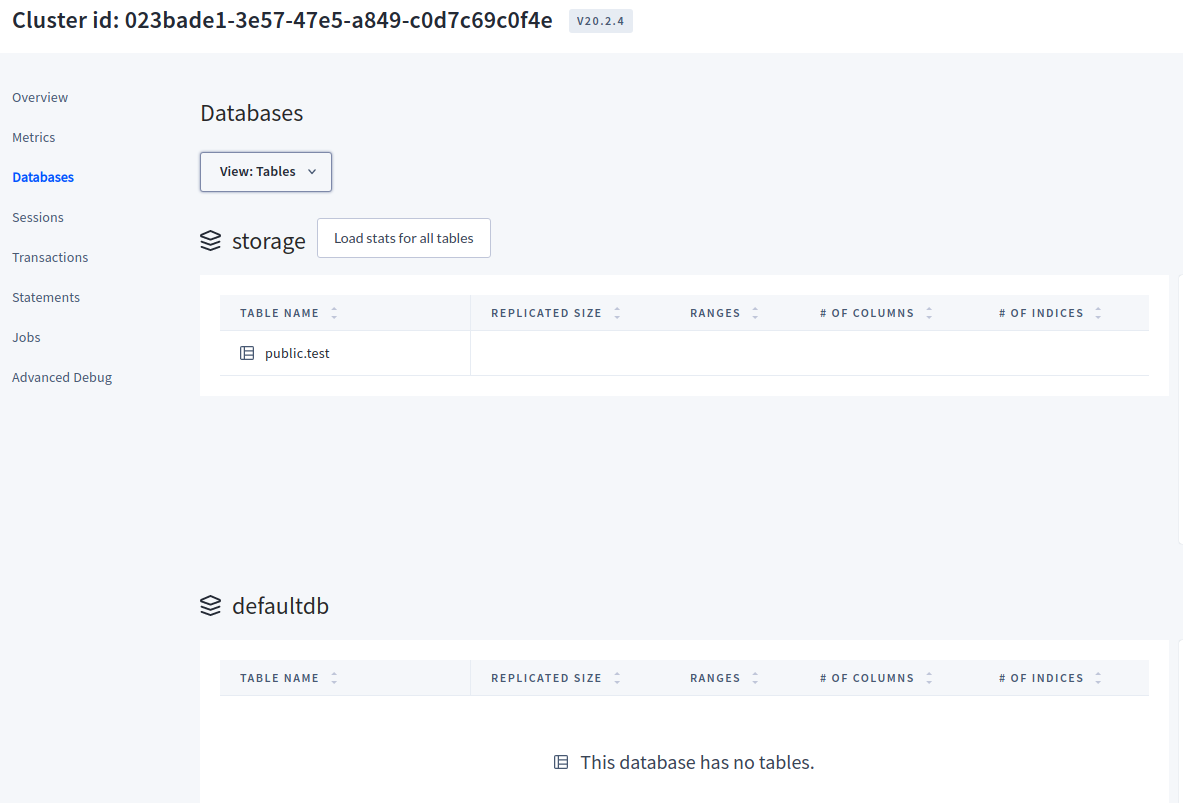 Cluster id: 023bade1-3e57-47e5-a849-c0d7c69c0f4e V20.2.4
Overview
Metrics
Databases
Sessions
Transactions
Statements
Jobs
Advanced Debug
Databases
View: Tables
storage Load stats for all tables
TABLE NAME REPLICATED SIZE RANGES # OF COLUMNS # OF INDICES
public.test
defaultdb
TABLE NAME REPLICATED SIZE RANGES # OF COLUMNS # OF INDICES
This database has no tables.